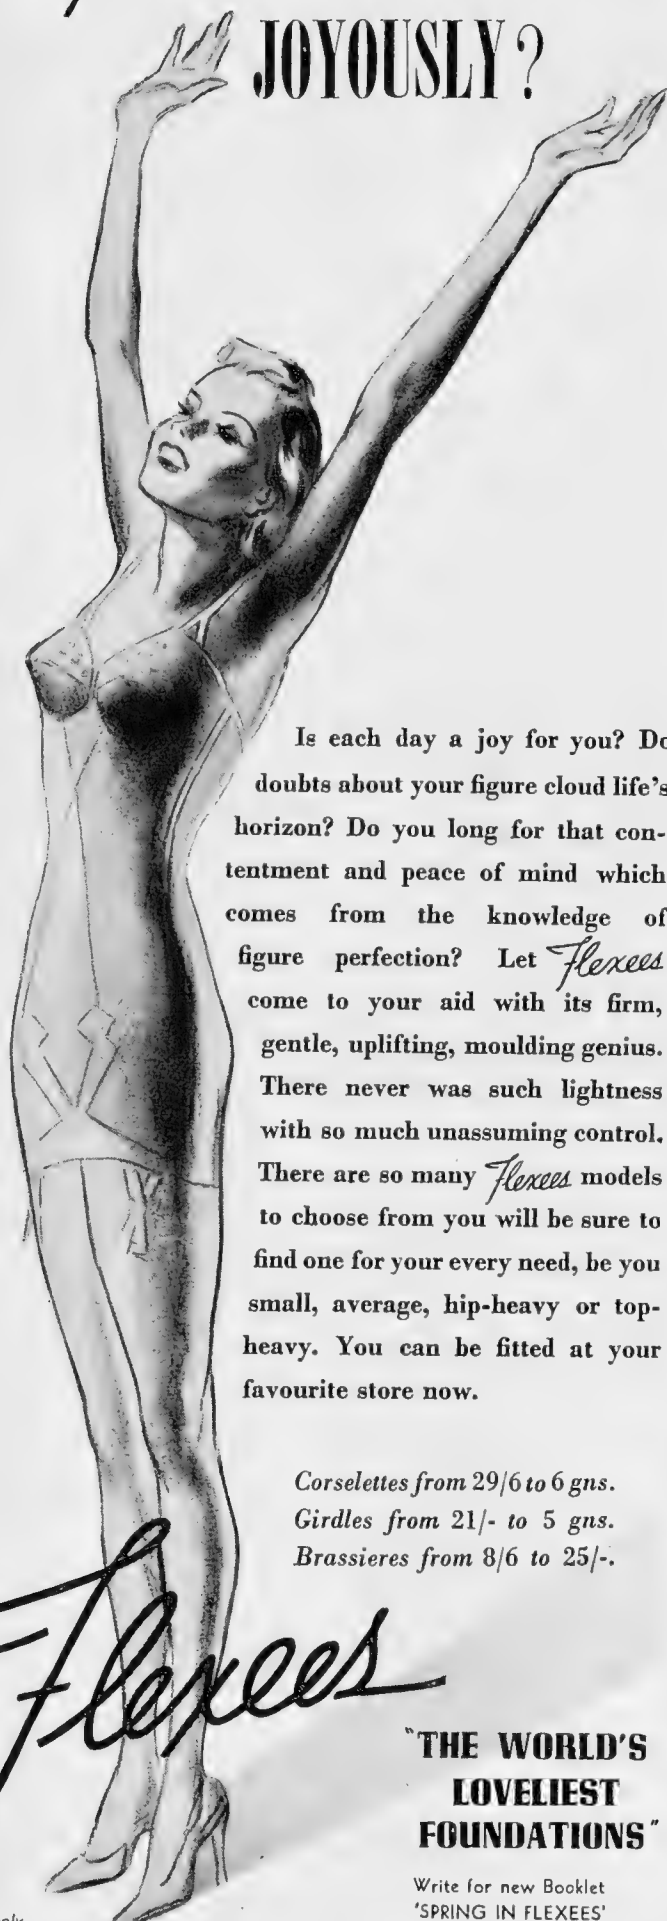 JOYOUSLY?
Is each day a joy for you? Do
doubts about your figure cloud life's
horizon? Do you long for that con-
tentment and peace of mind which
comes from the knowledge of
figure perfection? Let Flexees
come to your aid with its firm,
gentle, uplifting, moulding genius.
There never was such lightness
with so much unassuming control.
There are so many Flexees models
to choose from you will be sure to
find one for your every need, be you
small, average, hip-heavy or top-
heavy. You can be fitted at your
favourite store now.
Corselettes from 29/6 to 6 gns.
Girdles from 21/- to 5 gns.
Brassieres from 8/6 to 25/-.
Flexees
"THE WORLD'S
LOVELIEST
FOUNDATIONS"
Write for new Booklet
'SPRING IN FLEXEES'